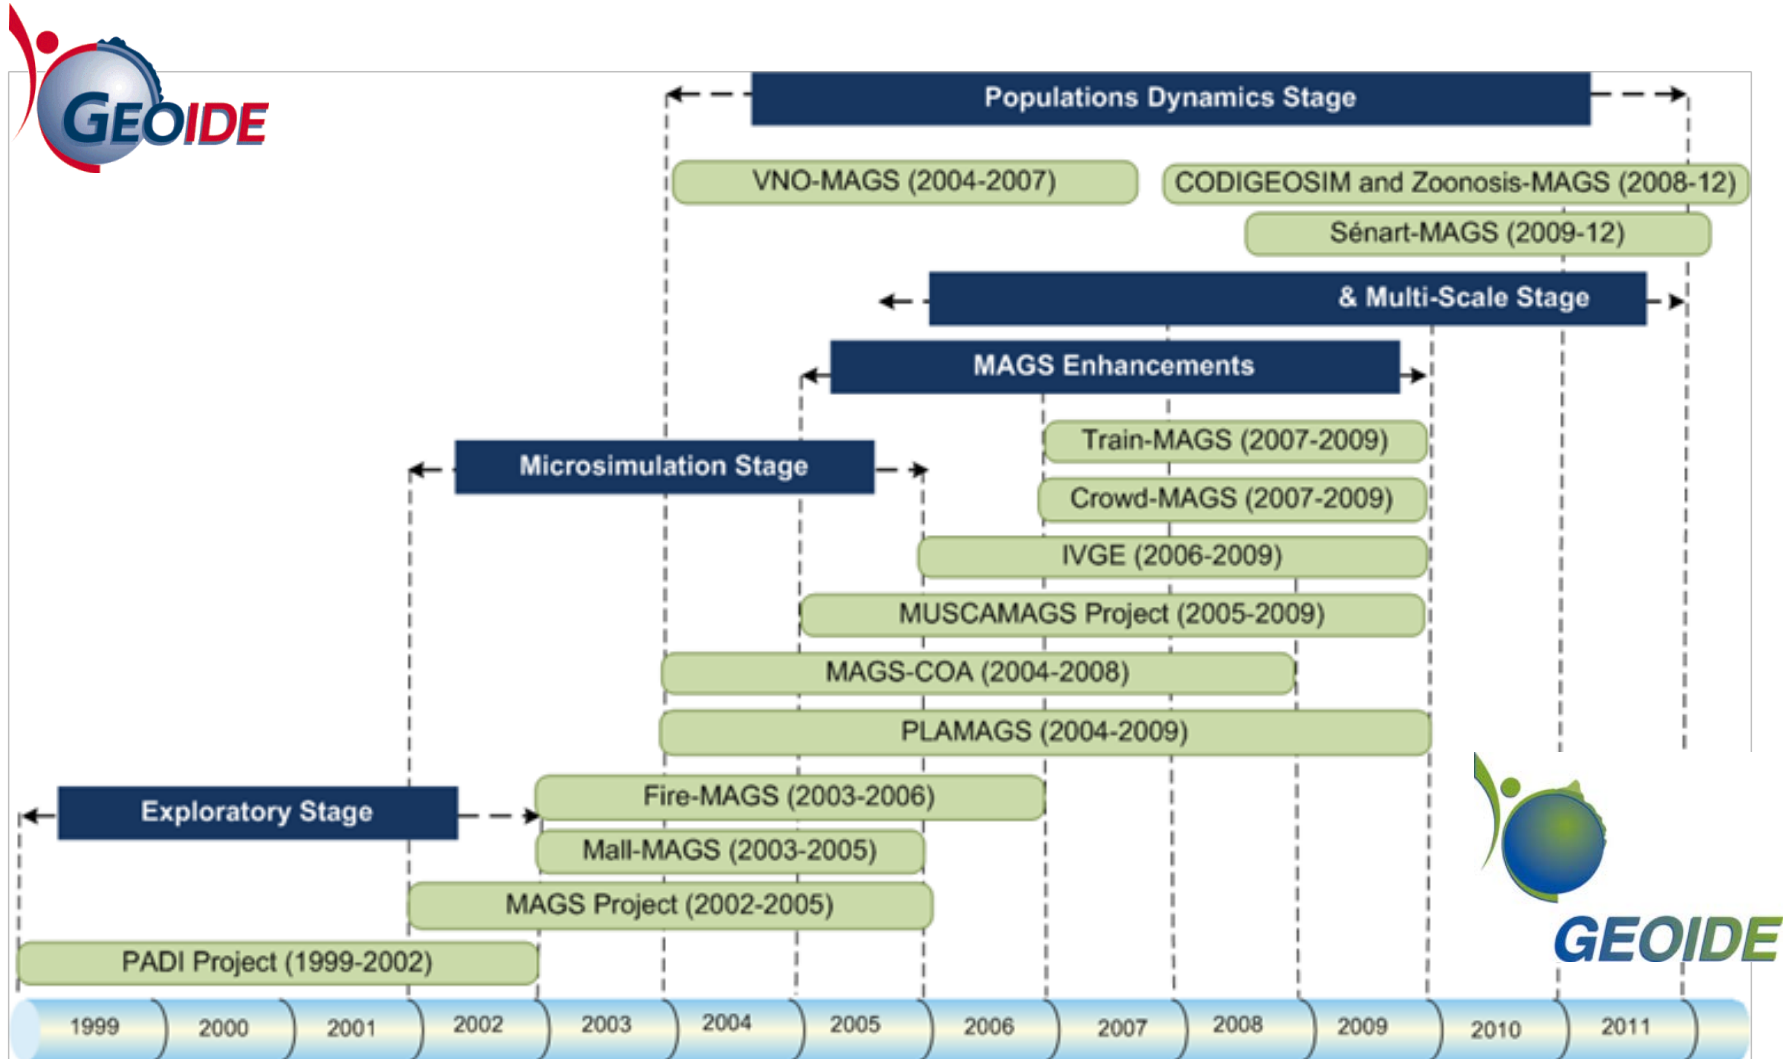 GEOIDE
Populations Dynamics Stage
VNO-MAGS (2004-2007)
CODIGEOSIM and Zoonosis-MAGS (2008-12)
Sénart-MAGS (2009-12)
& Multi-Scale Stage
MAGS Enhancements
Train-MAGS (2007-2009)
Microsimulation Stage
Crowd-MAGS (2007-2009)
IVGE (2006-2009)
MUSCAMAGS Project (2005-2009)
MAGS-COA (2004-2008)
PLAMAGS (2004-2009)
Fire-MAGS (2003-2006)
Exploratory Stage
Mall-MAGS (2003-2005)
MAGS Project (2002-2005)
GEOIDE
PADI Project (1999-2002)
1999 2000 2001 2002 2003 2004 2005 2006 2007 2008 2009 2010 2011